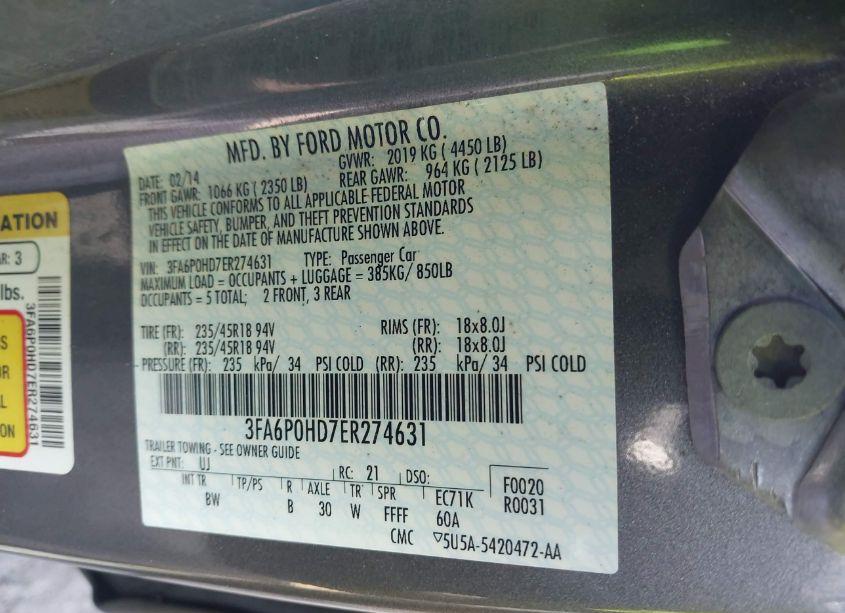 MFD. BY FORD MOTOR CO.
DATE: 02/14 GVWR: 2019 KG ( 4450 LB)
FRONT GAWR: 1066 KG ( 2350 LB) REAR GAWR: 964 KG ( 2125 LB)
THIS VEHICLE CONFORMS TO ALL APPLICABLE FEDERAL MOTOR
VEHICLE SAFETY, BUMPER, AND THEFT PREVENTION STANDARDS
IN EFFECT ON THE DATE OF MANUFACTURE SHOWN ABOVE.
VIN: 3FA6P0HD7ER274631 TYPE: Passenger Car
MAXIMUM LOAD = OCCUPANTS + LUGGAGE = 385KG/ 850LB
OCCUPANTS = 5 TOTAL; 2 FRONT, 3 REAR
TIRE (FR): 235/45R18 94V RIMS (FR): 18x8.0J
(RR): 235/45R18 94V (RR): 18x8.0J
PRESSURE (FR): 235 kPa/ 34 PSI COLD (RR): 235 kPa/ 34 PSI COLD
3FA6P0HD7ER274631
TRAILER TOWING - SEE OWNER GUIDE
EXT PNT: UJ RC: 21 DSO: F0020
INT TR TP/PS R AXLE TR SPR EC71K R0031
BW B 30 W FFFF 60A
CMC ▽5U5A-5420472-AA
ATION
AR: 3
lbs.
S
OR
AL
ION
3FA6P0HD7ER274631